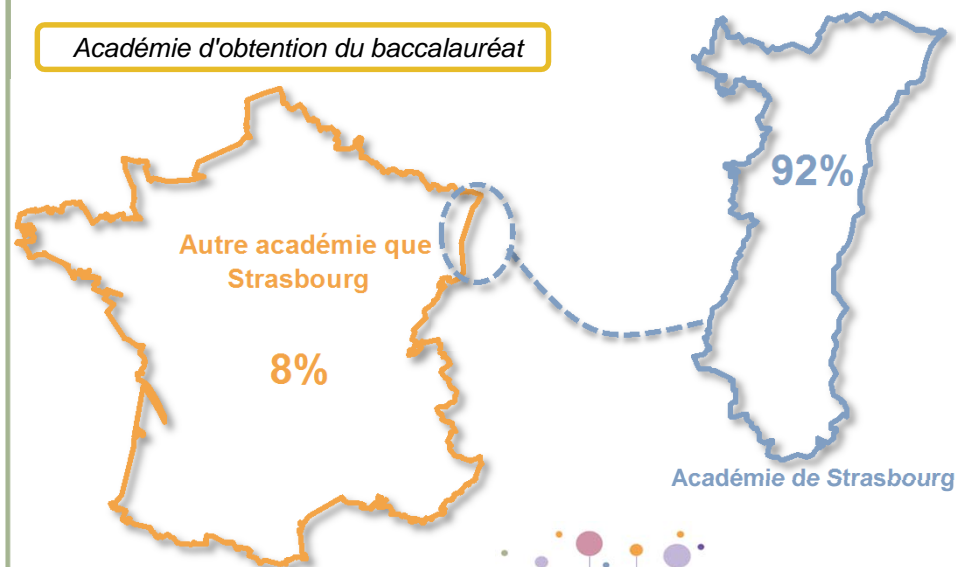 Académie d'obtention du baccalauréat
92%
Autre académie que
Strasbourg
8%
Académie de Strasbourg